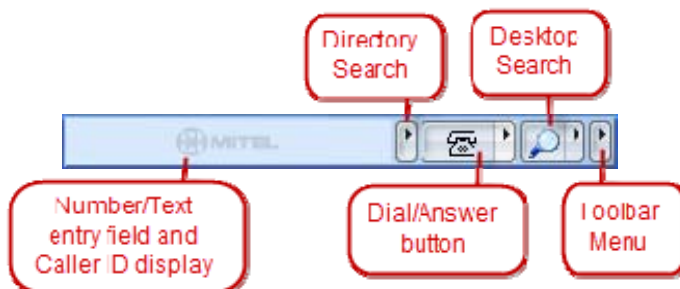 Directory
Search
Desktop
Search
MITEL
Number/Text
entry field and
Caller ID display
Dial/Answer
button
Toolbar
Menu